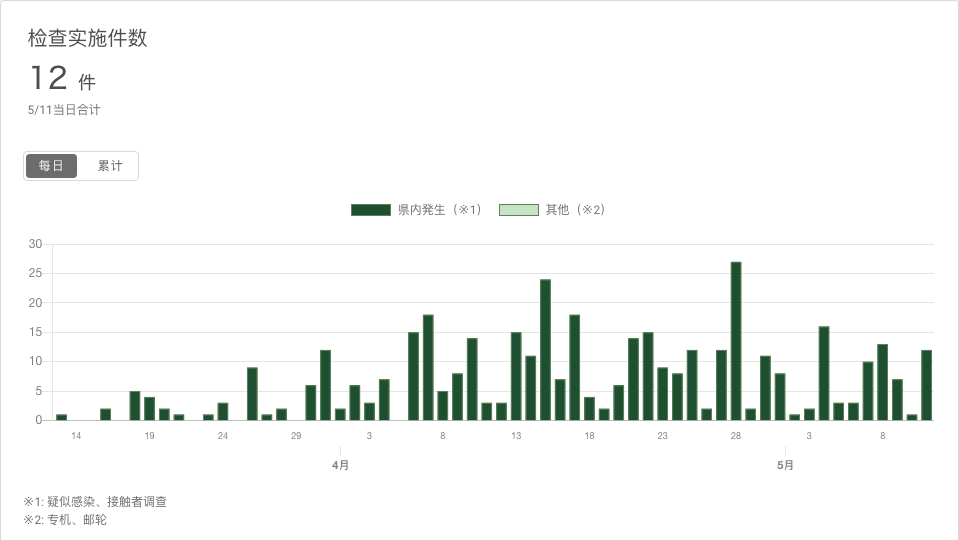 检查实施件数
12 件
5/11当日合计
每日 累计
県内発生（※1） 其他（※2）
30
25
20
15
10
5
0
14 19 24 29 3 8 13 18 23 28 3 8
4月 5月
※1: 疑似感染、接触者调查
※2: 专机、邮轮